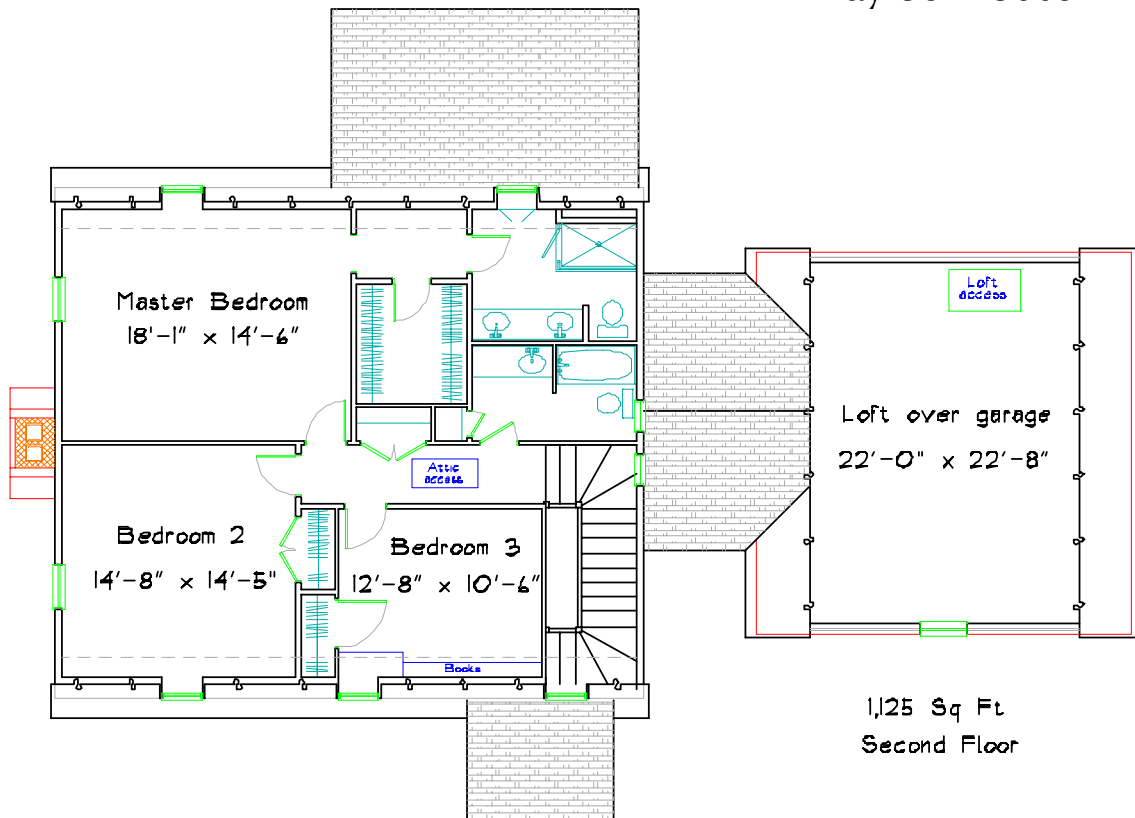 Master Bedroom
18'-1" x 14'-6"
Loft
access
Loft over garage
22'-0" x 22'-8"
Attic
access
Bedroom 2
14'-8" x 14'-5"
Bedroom 3
12'-8" x 10'-6"
Books
1,125 Sq Ft
Second Floor